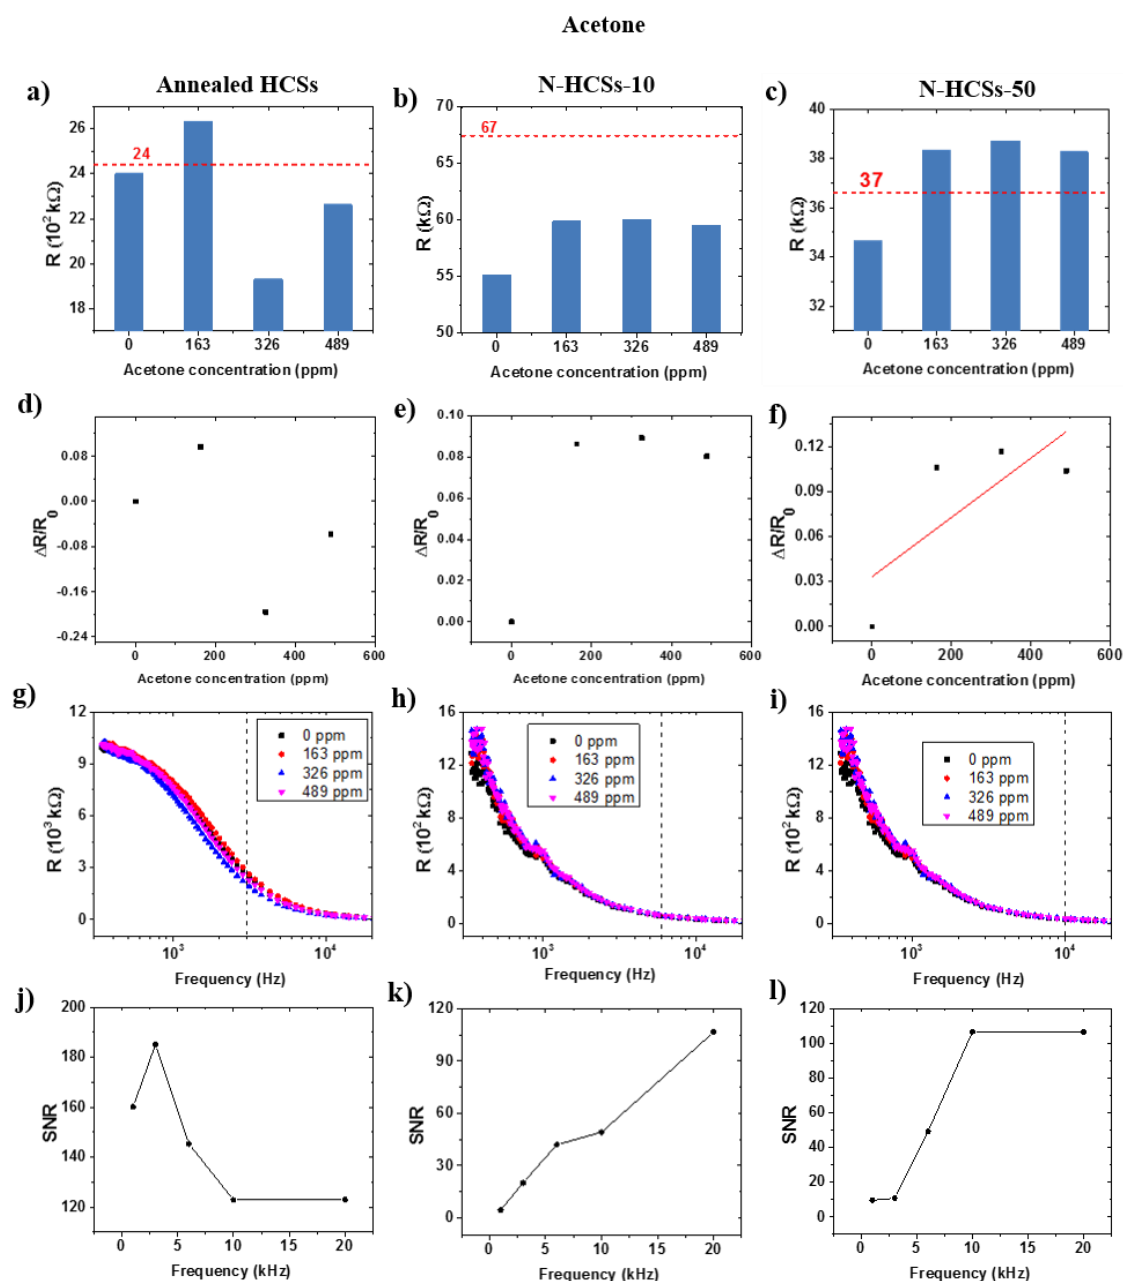 Acetone
Annealed HCSs
N-HCSs-10
N-HCSs-50
a)
26
24
22
20
18
R (10² kΩ)
24
0 163 326 489
Acetone concentration (ppm)
b)
70
65
60
55
50
R (kΩ)
67
0 163 326 489
Acetone concentration (ppm)
c)
40
38
36
34
32
R (kΩ)
37
0 163 326 489
Acetone concentration (ppm)
d)
0.08
0.00
-0.08
-0.16
-0.24
ΔR/R₀
0 200 400 600
Acetone concentration (ppm)
e)
0.10
0.08
0.06
0.04
0.02
0.00
ΔR/R₀
0 200 400 600
Acetone concentration (ppm)
f)
0.12
0.09
0.06
0.03
0.00
ΔR/R₀
0 200 400 600
Acetone concentration (ppm)
g)
12
9
6
3
0
R (10³ kΩ)
0 ppm
163 ppm
326 ppm
489 ppm
10³ 10⁴
Frequency (Hz)
h)
16
12
8
4
0
R (10² kΩ)
0 ppm
163 ppm
326 ppm
489 ppm
10³ 10⁴
Frequency (Hz)
i)
16
12
8
4
0
R (10² kΩ)
0 ppm
163 ppm
326 ppm
489 ppm
10³ 10⁴
Frequency (Hz)
j)
200
180
160
140
120
SNR
0 5 10 15 20
Frequency (kHz)
k)
120
90
60
30
0
SNR
0 5 10 15 20
Frequency (kHz)
l)
120
100
80
60
40
20
0
SNR
0 5 10 15 20
Frequency (kHz)